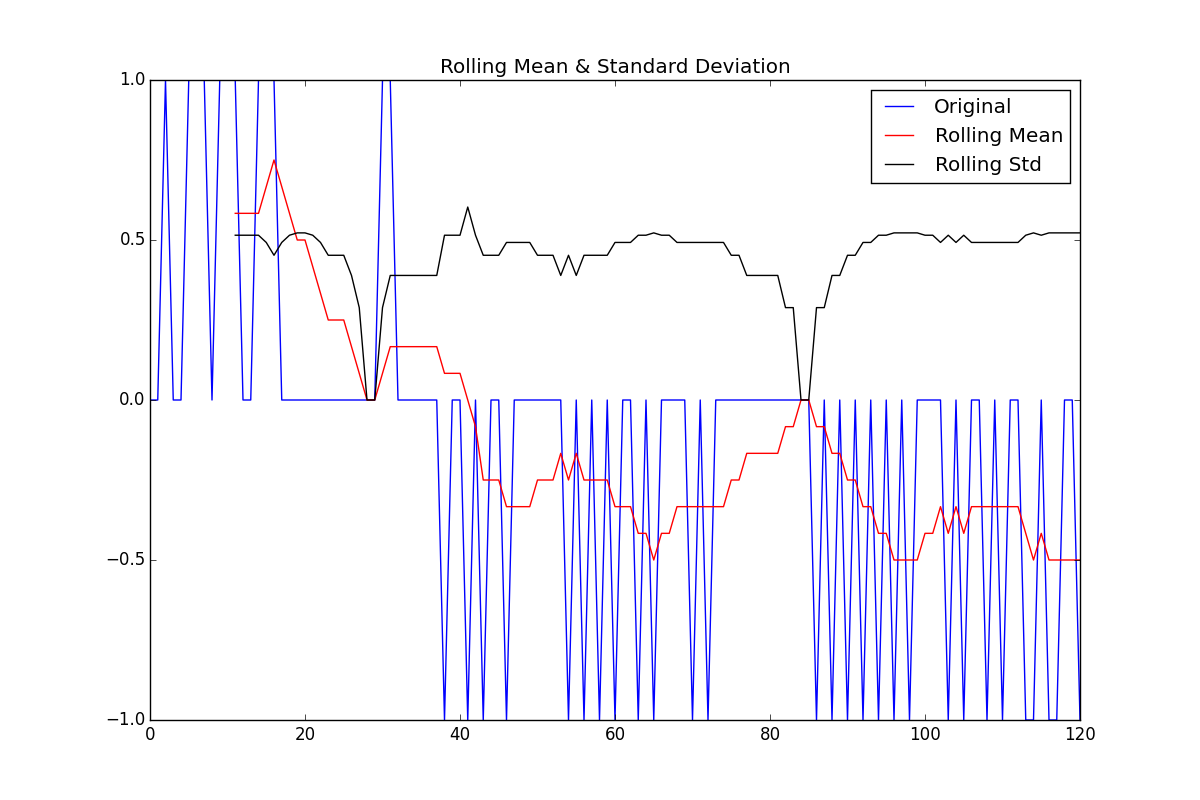 Rolling Mean & Standard Deviation
1.0
0.5
0.0
−0.5
−1.0
Original
Rolling Mean
Rolling Std
0 20 40 60 80 100 120